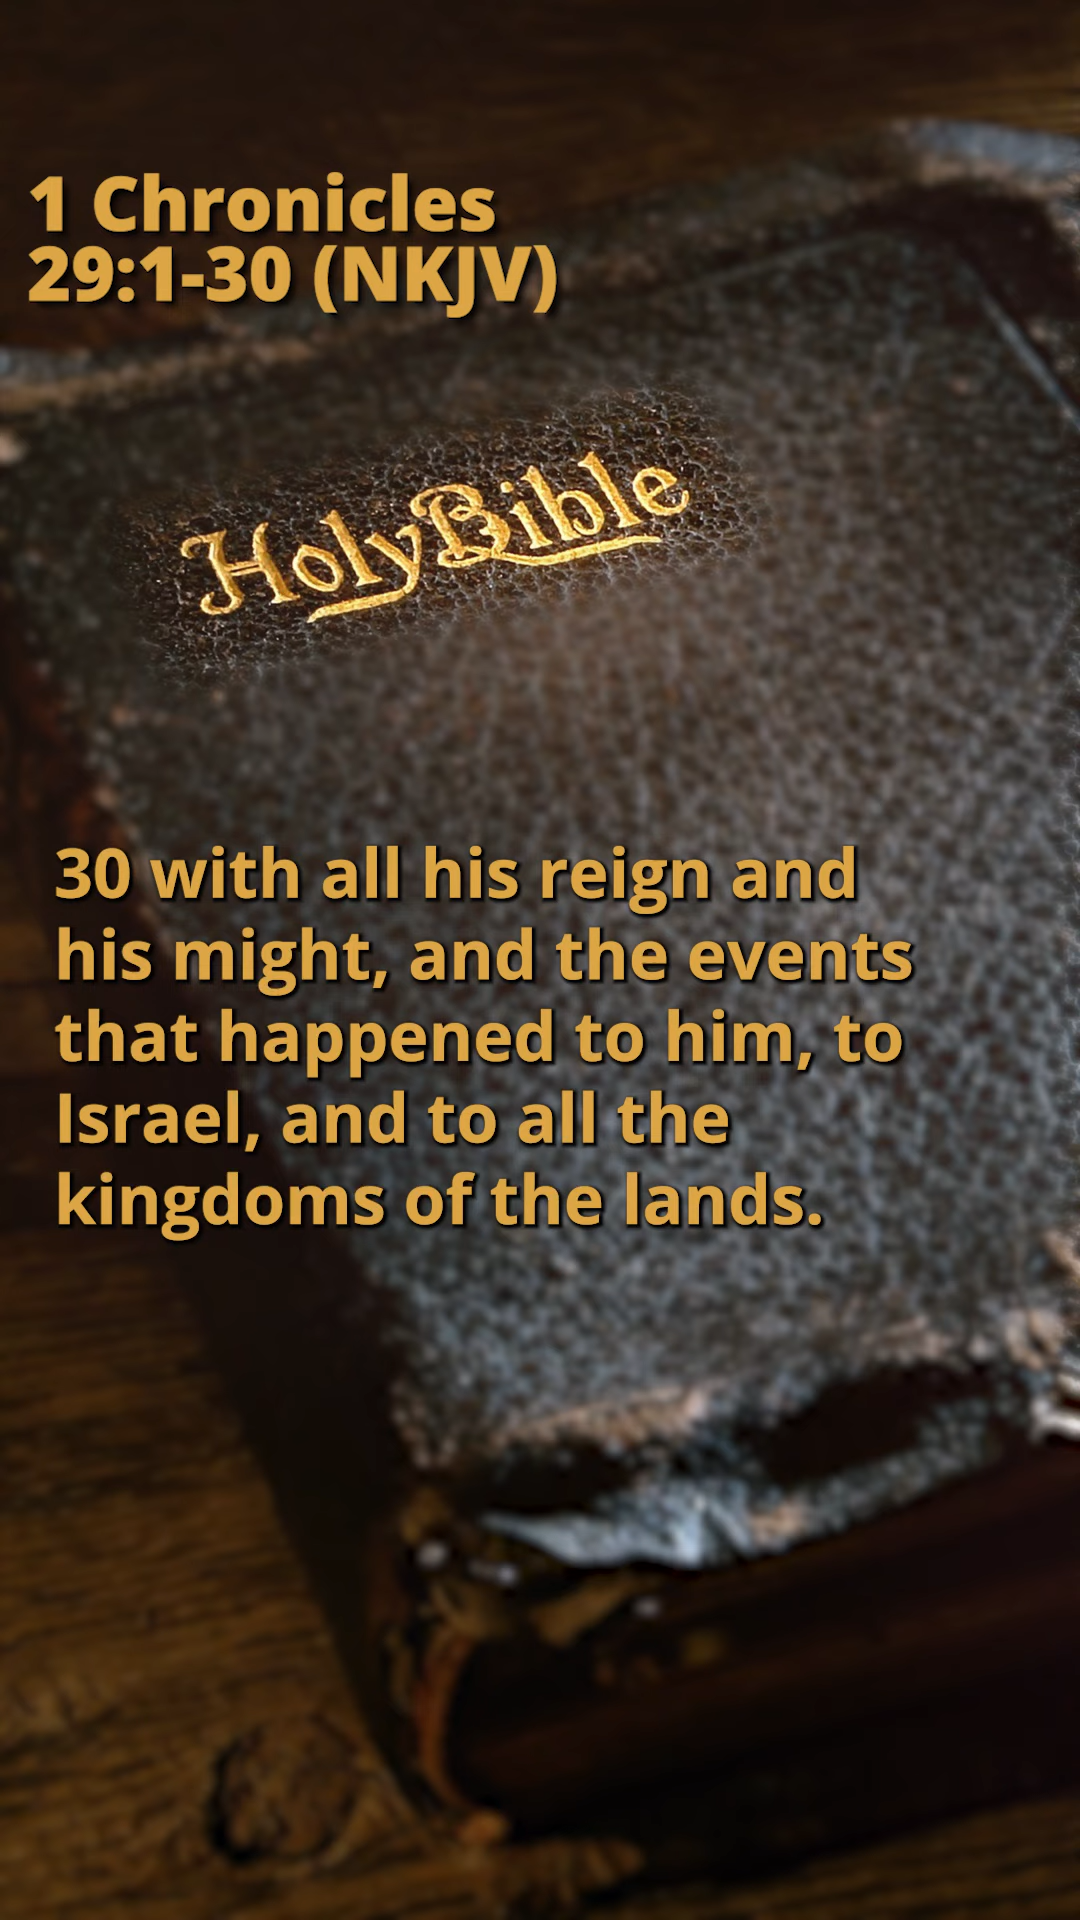 1 Chronicles
29:1-30 (NKJV)
Holy Bible
30 with all his reign and
his might, and the events
that happened to him, to
Israel, and to all the
kingdoms of the lands.